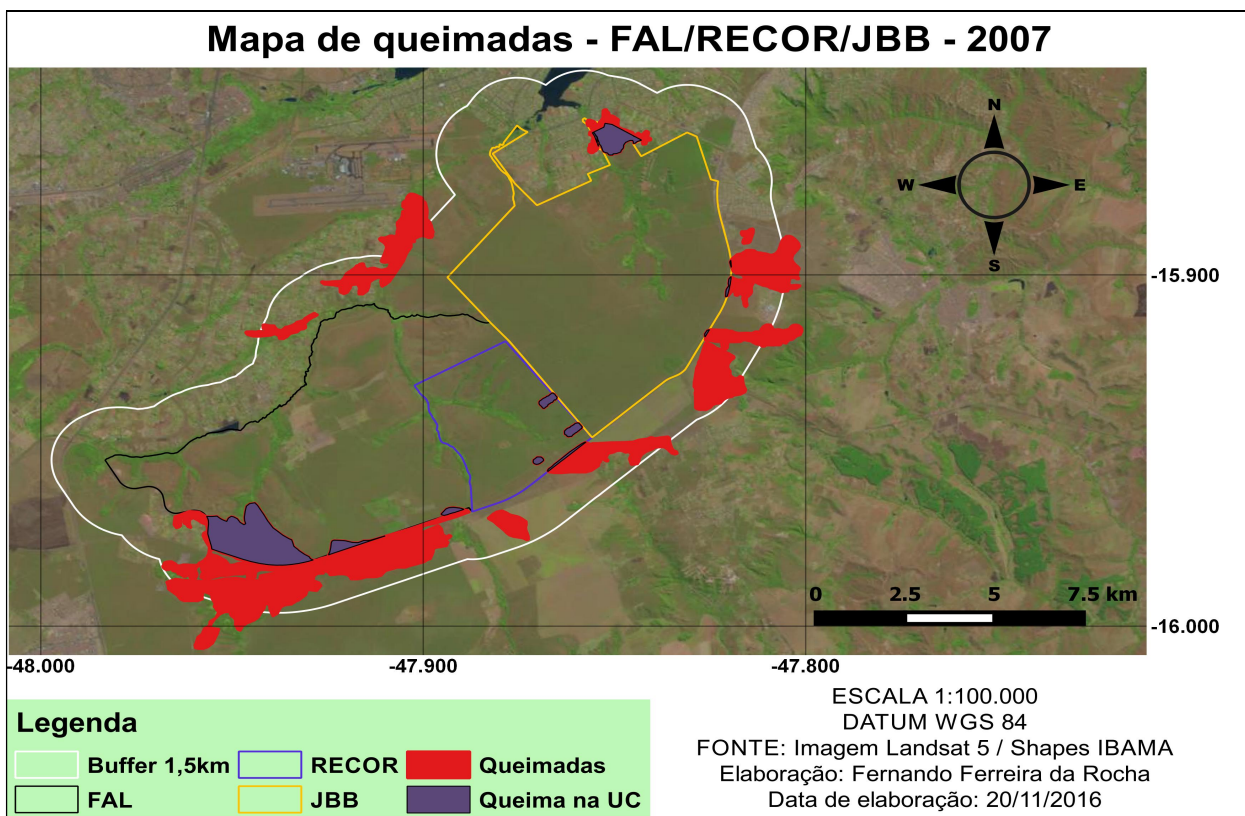 Mapa de queimadas - FAL/RECOR/JBB - 2007
N
W E
S
-15.900
0 2.5 5 7.5 km
-16.000
-48.000 -47.900 -47.800
Legenda
Buffer 1,5km RECOR Queimadas
FAL JBB Queima na UC
ESCALA 1:100.000
DATUM WGS 84
FONTE: Imagem Landsat 5 / Shapes IBAMA
Elaboração: Fernando Ferreira da Rocha
Data de elaboração: 20/11/2016